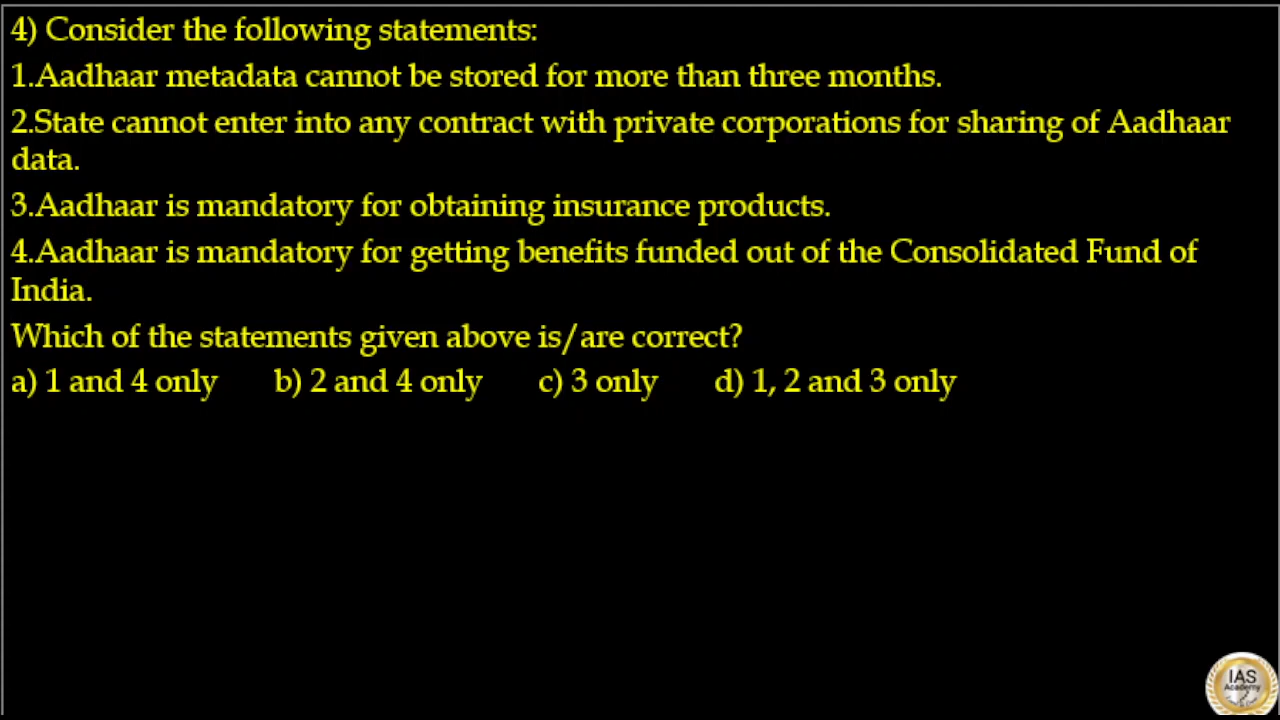 4) Consider the following statements:
1.Aadhaar metadata cannot be stored for more than three months.
2.State cannot enter into any contract with private corporations for sharing of Aadhaar
data.
3.Aadhaar is mandatory for obtaining insurance products.
4.Aadhaar is mandatory for getting benefits funded out of the Consolidated Fund of
India.
Which of the statements given above is/are correct?
a) 1 and 4 only b) 2 and 4 only c) 3 only d) 1, 2 and 3 only
IAS
Academy